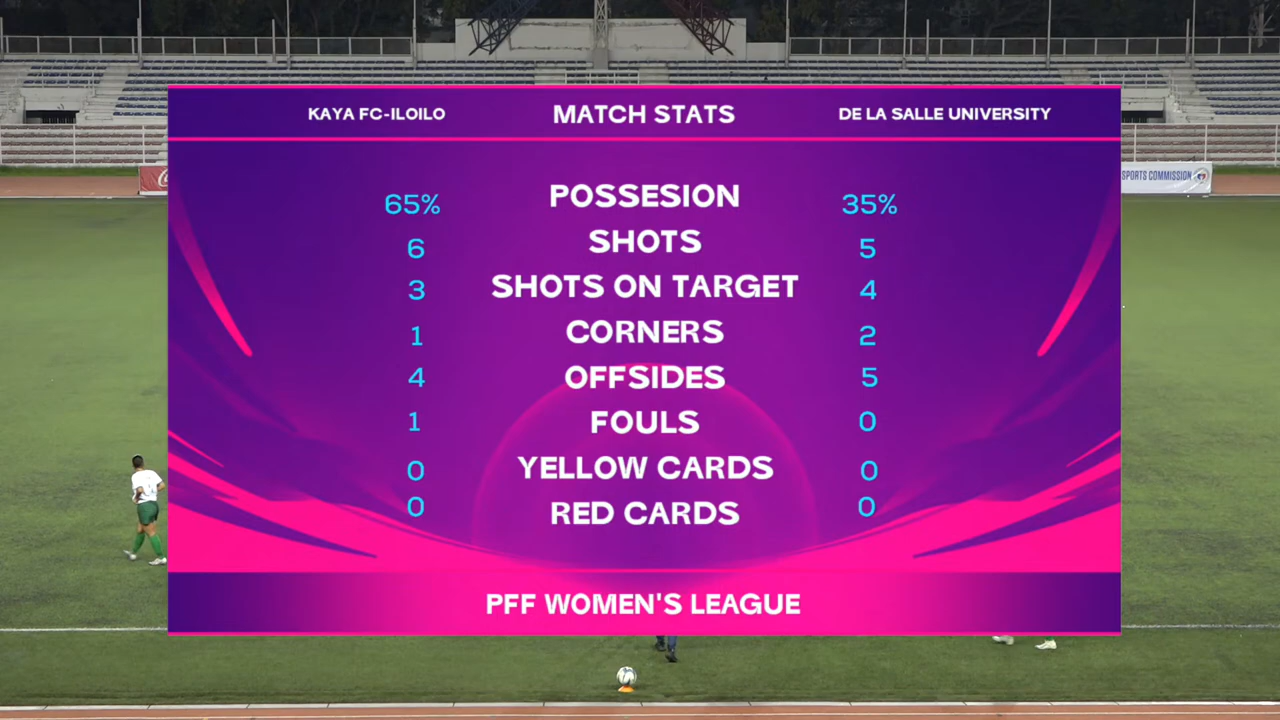 KAYA FC-ILOILO MATCH STATS DE LA SALLE UNIVERSITY
65% POSSESION 35%
6 SHOTS 5
3 SHOTS ON TARGET 4
1 CORNERS 2
4 OFFSIDES 5
1 FOULS 0
0 YELLOW CARDS 0
0 RED CARDS 0
PFF WOMEN'S LEAGUE
SPORTS COMMISSION